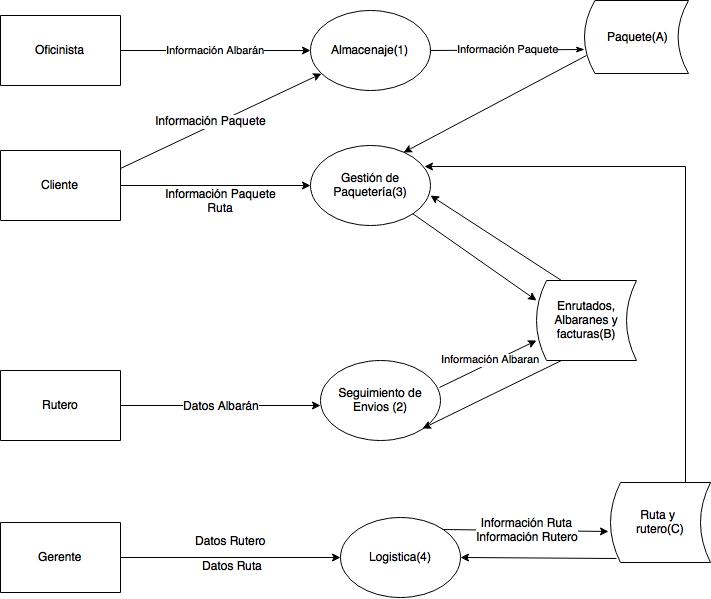 Oficinista
Información Albarán
Almacenaje(1)
Información Paquete
Paquete(A)
Información Paquete
Cliente
Información Paquete
Ruta
Gestión de
Paquetería(3)
Enrutados,
Albaranes y
facturas(B)
Información Albaran
Rutero
Datos Albarán
Seguimiento de
Envios (2)
Gerente
Datos Rutero
Datos Ruta
Logistica(4)
Información Ruta
Información Rutero
Ruta y
rutero(C)